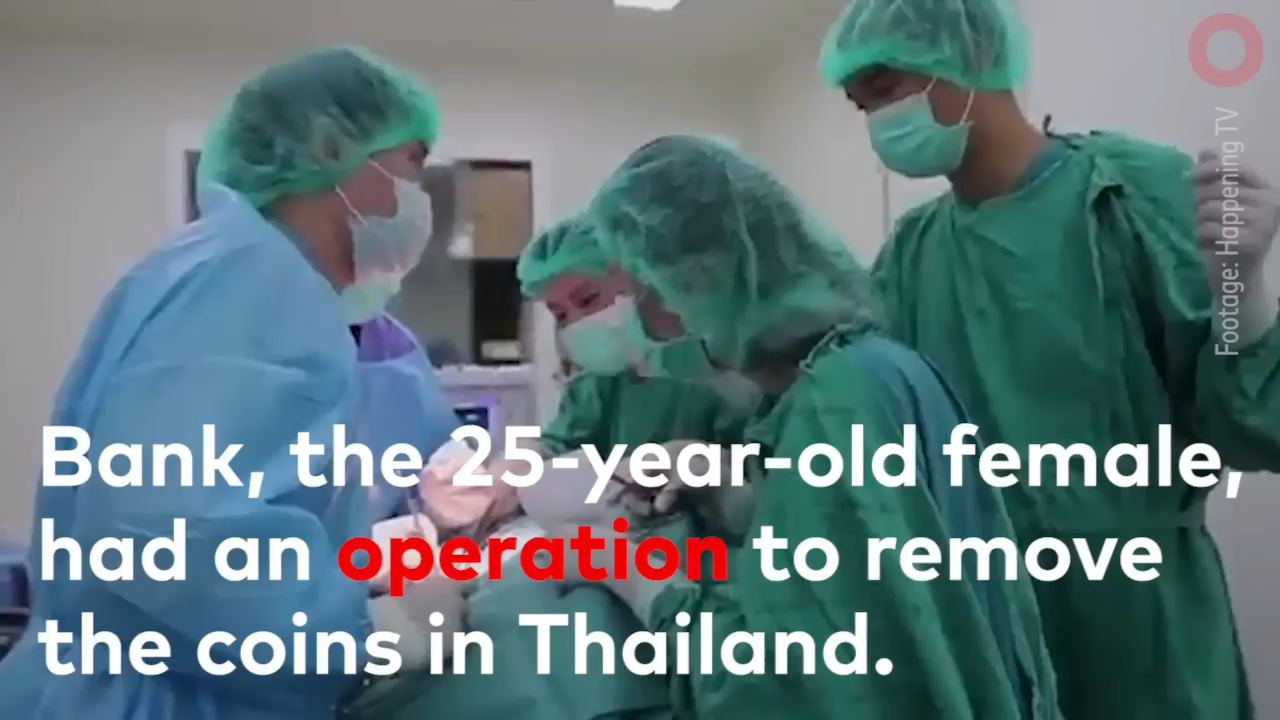 Footage: Happening TV
Bank, the 25-year-old female,
had an operation to remove
the coins in Thailand.